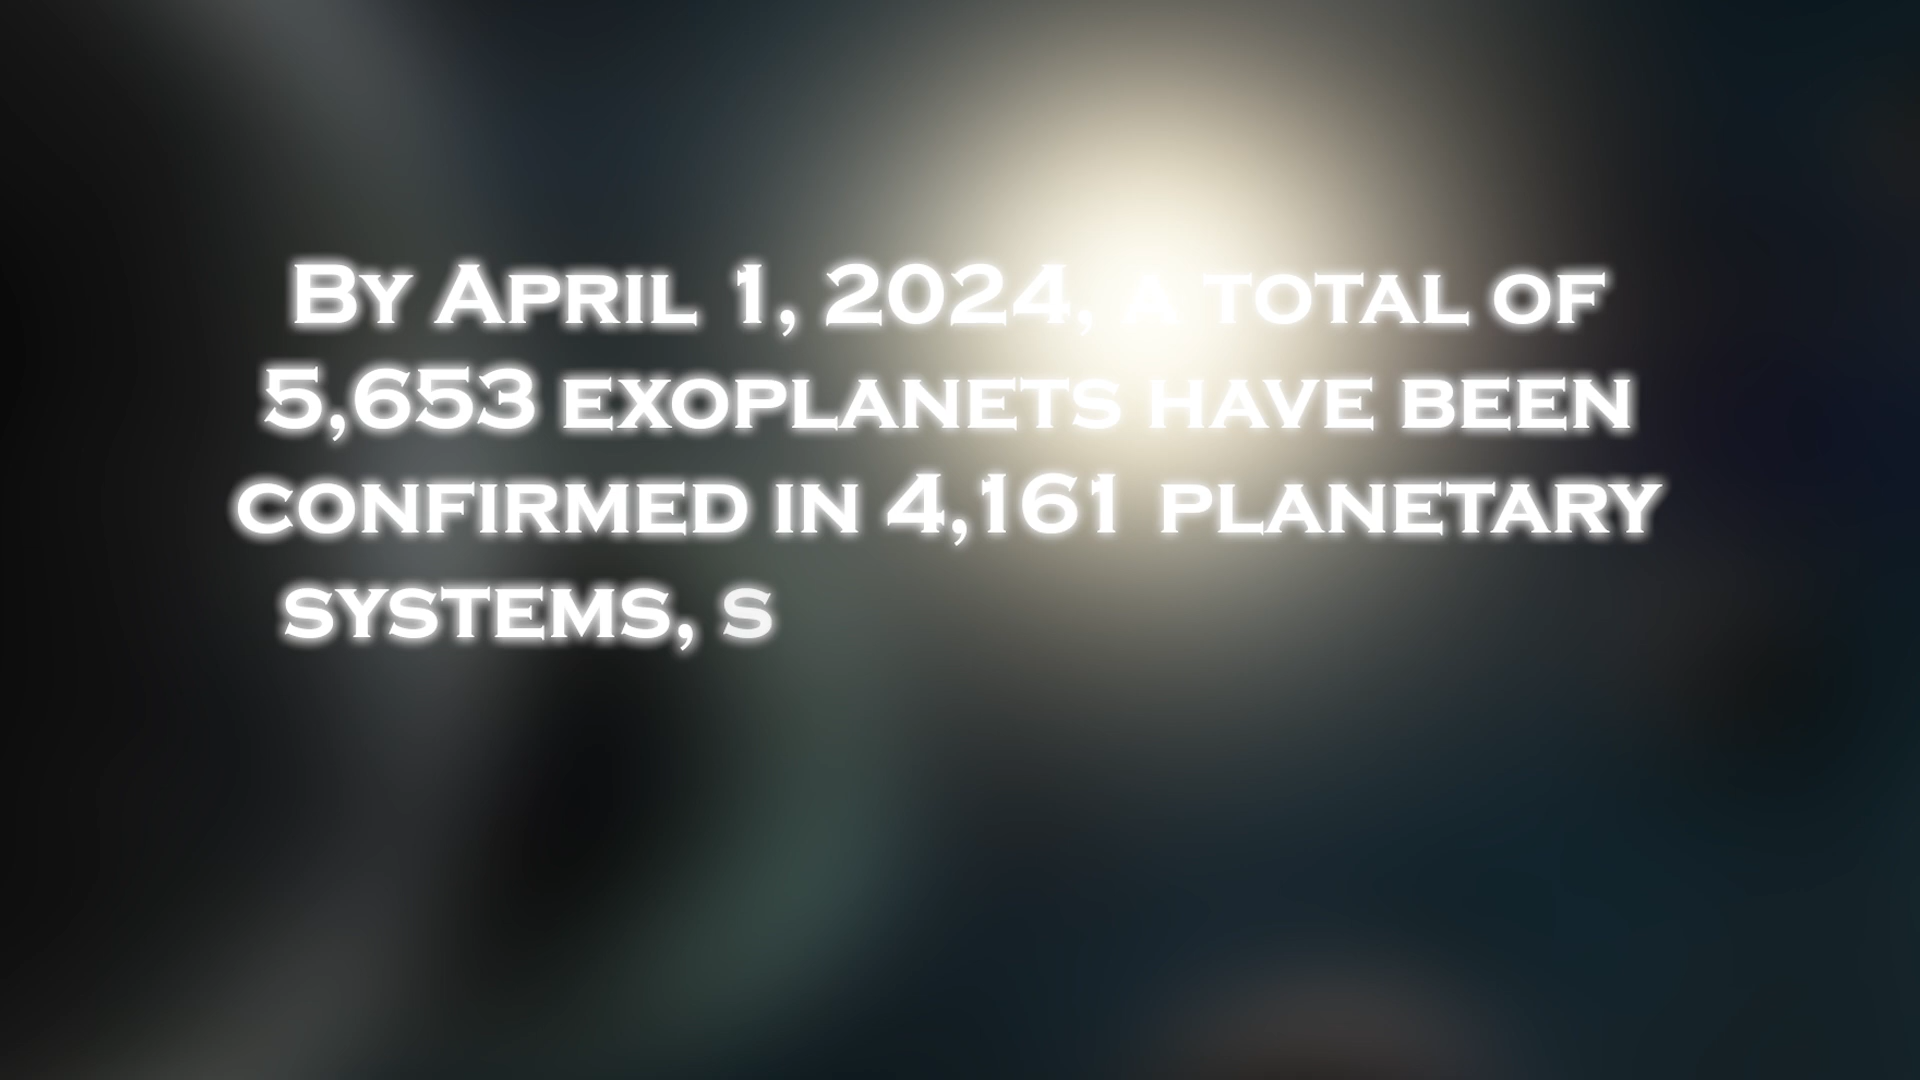 By April 1, 2024, a total of
5,653 exoplanets have been
confirmed in 4,161 planetary
systems, s